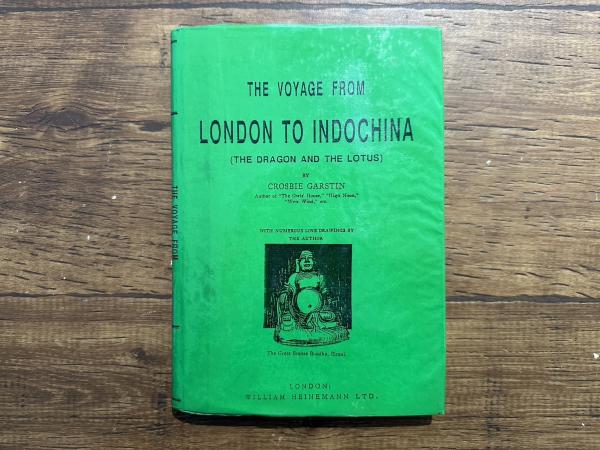 THE VOYAGE FROM
LONDON TO INDOCHINA
(THE DRAGON AND THE LOTUS)
BY
CROSBIE GARSTIN
Author of "The Owls' House," "High Noon,"
"West Wind," etc.
WITH NUMEROUS LINE DRAWINGS BY
THE AUTHOR
The Great Bronze Buddha,
LONDON:
WILLIAM HEINEMANN LTD.
THE VOYAGE FROM